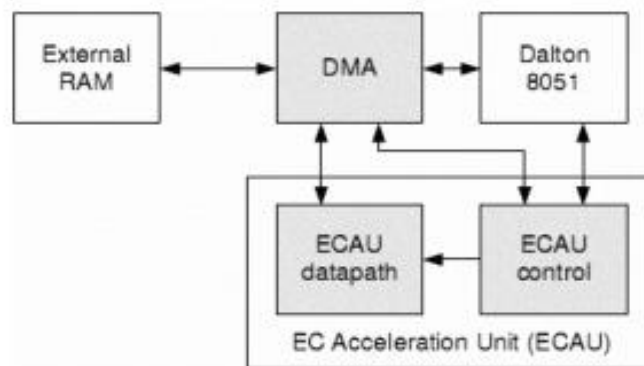 External
RAM
DMA
Dalton
8051
ECAU
datapath
ECAU
control
EC Acceleration Unit (ECAU)